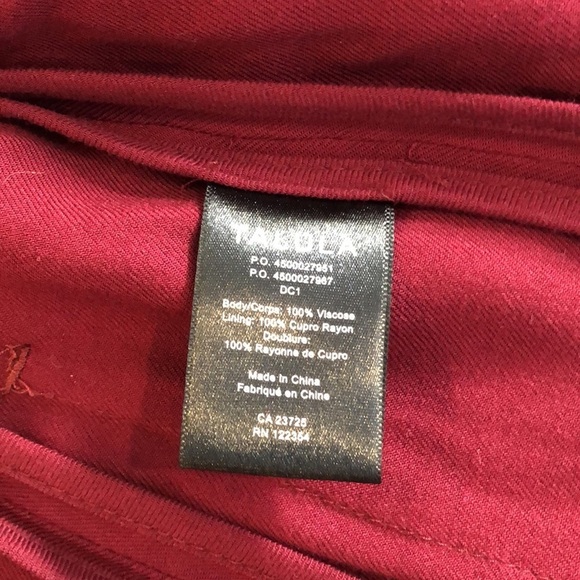 TALULA
P.O. 4500027981
P.O. 4500027987
DC1
Body/Corps: 100% Viscose
Lining: 100% Cupro Rayon
Doublure:
100% Rayonne de Cupro
Made in China
Fabriqué en Chine
CA 23725
RN 122354